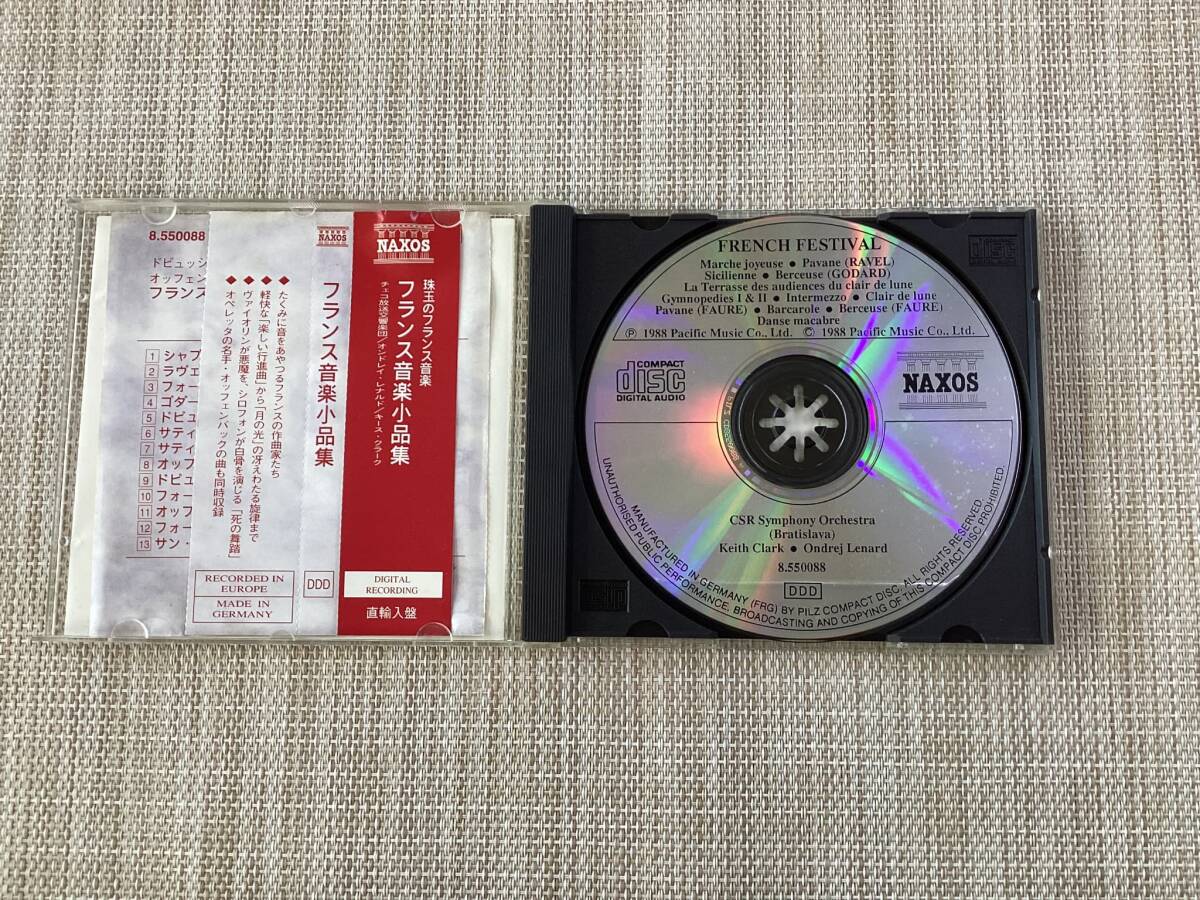 8.550088
ドビュッシ
オッフェン
フランス
1 シャブ
2 ラヴェ
3 フォー
4 ゴダー
5 ドビュ
6 サティ
7 サティ
8 オッフ
9 ドビュ
10 フォー
11 オッフ
12 フォー
13 サン・
◆たくみに音をあやつるフランスの作曲家たち
◆軽快な「楽しい行進曲」から「月の光」の冴えわたる旋律まで
◆ヴァイオリンが悪魔を、シロフォンが白骨を演じる「死の舞踏」
◆オペレッタの名手・オッフェンバックの曲も同時収録
RECORDED IN
EUROPE
MADE IN
GERMANY
NAXOS
フランス音楽小品集
DDD
NAXOS
珠玉のフランス音楽
フランス音楽小品集
チェコ放送交響楽団/オンドレイ・レナルド/キース・クラーク
DIGITAL
RECORDING
直輸入盤
FRENCH FESTIVAL
Marche joyeuse • Pavane (RAVEL)
Sicilienne • Berceuse (GODARD)
La Terrasse des audiences du clair de lune
Gymnopedies I & II • Intermezzo • Clair de lune
Pavane (FAURE) • Barcarole • Berceuse (FAURE)
Danse macabre
Ⓟ 1988 Pacific Music Co., Ltd. © 1988 Pacific Music Co., Ltd.
COMPACT
disc
DIGITAL AUDIO
NAXOS
CSR Symphony Orchestra
(Bratislava)
Keith Clark • Ondrej Lenard
8.550088
DDD
MANUFACTURED IN GERMANY (FRG) BY PILZ COMPACT DISC. ALL RIGHTS RESERVED.
UNAUTHORISED PUBLIC PERFORMANCE, BROADCASTING AND COPYING OF THIS COMPACT DISC PROHIBITED.